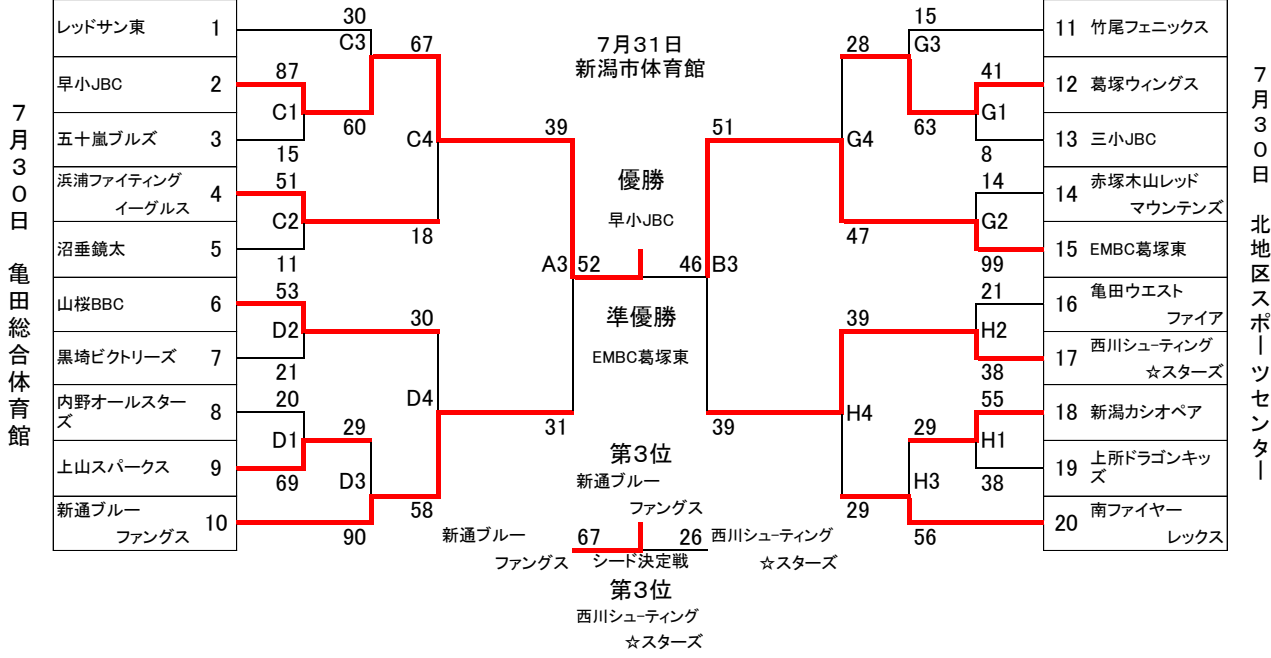 7月30日 亀田総合体育館
レッドサン東 1
早小JBC 2
五十嵐ブルズ 3
浜浦ファイティング
イーグルス 4
沼垂鏡太 5
山桜BBC 6
黒埼ビクトリーズ 7
内野オールスター
ズ 8
上山スパークス 9
新通ブルー
ファングス 10
30
C3
87
C1
60
15
51
C2
11
67
C4
18
53
D2
21
20
D1
69
29
D3
90
30
D4
58
39
A3
31
7月31日
新潟市体育館
優勝
早小JBC
52
46
準優勝
EMBC葛塚東
第3位
新通ブルー
ファングス
新通ブルー
ファングス
67
26
シード決定戦
西川シューティング
☆スターズ
第3位
西川シューティング
☆スターズ
51
B3
39
28
G4
47
15
G3
63
41
G1
8
14
G2
99
39
H4
29
21
H2
38
55
H1
38
29
H3
56
11 竹尾フェニックス
12 葛塚ウィングス
13 三小JBC
14 赤塚木山レッド
マウンテンズ
15 EMBC葛塚東
16 亀田ウエスト
ファイア
17 西川シューティング
☆スターズ
18 新潟カシオペア
19 上所ドラゴンキッ
ズ
20 南ファイヤー
レックス
7月30日 北地区スポーツセンター